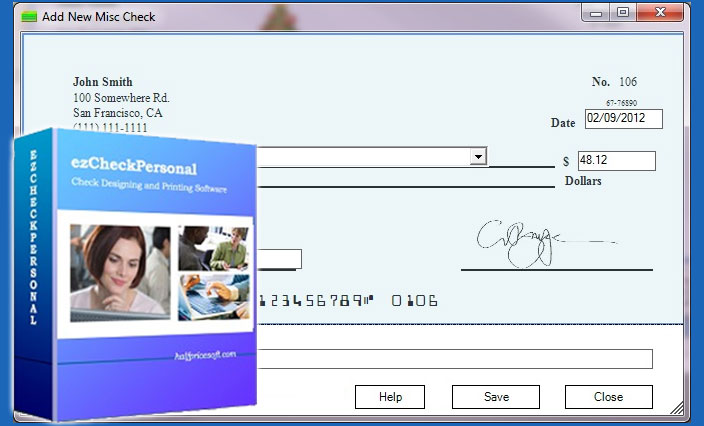 Add New Misc Check
John Smith
No. 106
100 Somewhere Rd.
67-76890
San Francisco, CA
Date 02/09/2012
(111) 111-1111
$ 48.12
Dollars
123456789⑈ 0106
Help
Save
Close
EZCHECKPERSONAL
ezCheckPersonal
Check Designing and Printing Software
halfpricesoft.com